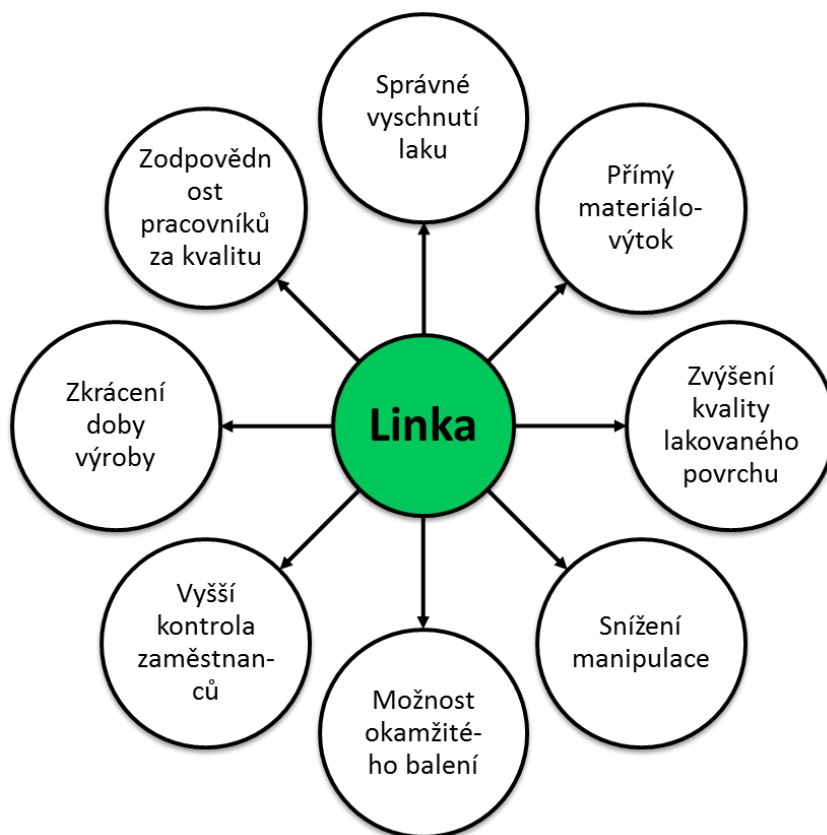 Správné
vyschnutí
laku
Přímý
materiálo-
výtok
Zvýšení
kvality
lakovaného
povrchu
Snížení
manipulace
Možnost
okamžité-
ho balení
Vyšší
kontrola
zaměstnan-
ců
Zkrácení
doby
výroby
Zodpovědn
ost
pracovníků
za kvalitu
Linka